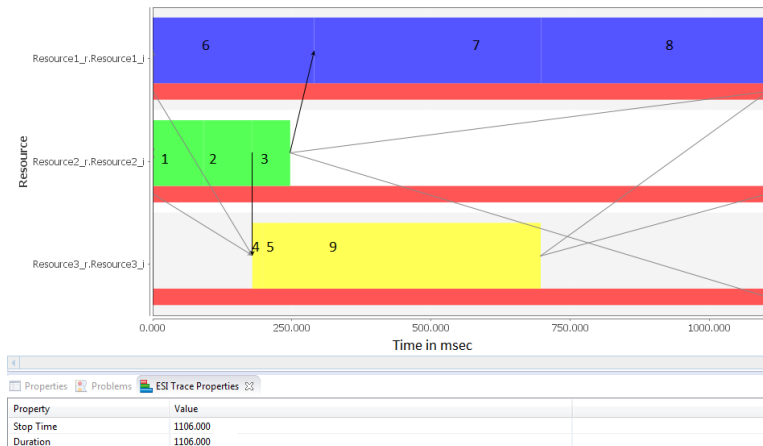 6 7 8
Resource1_r.Resource1_i
Resource
Resource2_r.Resource2_i
1 2 3
4 5 9
Resource3_r.Resource3_i
0.000 250.000 500.000 750.000 1000.000
Time in msec
Properties Problems ESI Trace Properties
Property Value
Stop Time 1106.000
Duration 1106.000